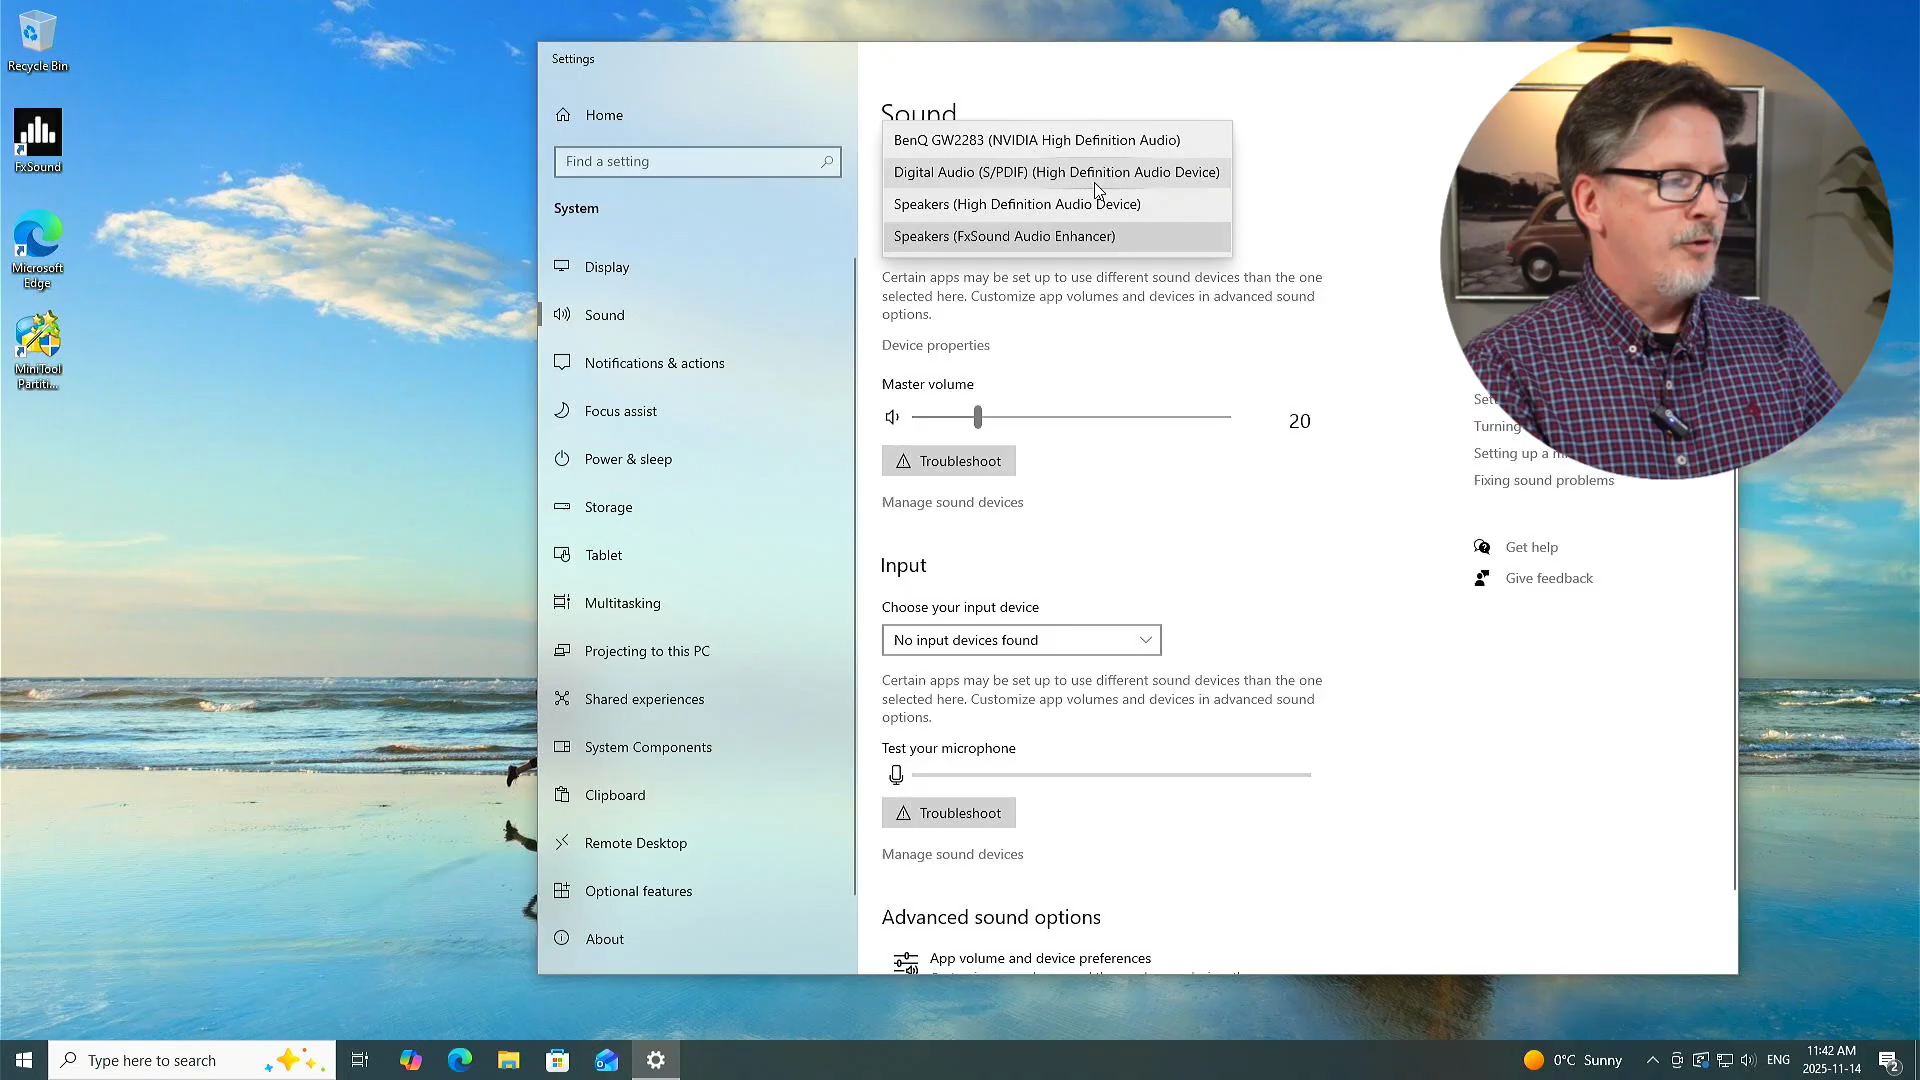 Recycle Bin
FxSound
Microsoft
Edge
MiniTool
Partiti...
Settings
Home
Find a setting
System
Display
Sound
Notifications & actions
Focus assist
Power & sleep
Storage
Tablet
Multitasking
Projecting to this PC
Shared experiences
System Components
Clipboard
Remote Desktop
Optional features
About
Sound
BenQ GW2283 (NVIDIA High Definition Audio)
Digital Audio (S/PDIF) (High Definition Audio Device)
Speakers (High Definition Audio Device)
Speakers (FxSound Audio Enhancer)
Certain apps may be set up to use different sound devices than the one
selected here. Customize app volumes and devices in advanced sound
options.
Device properties
Master volume
20
Troubleshoot
Manage sound devices
Input
Choose your input device
No input devices found
Certain apps may be set up to use different sound devices than the one
selected here. Customize app volumes and devices in advanced sound
options.
Test your microphone
Troubleshoot
Manage sound devices
Advanced sound options
App volume and device preferences
Turning
Setting up a
Fixing sound problems
Get help
Give feedback
Type here to search
0°C Sunny
ENG
11:42 AM
2025-11-14
2